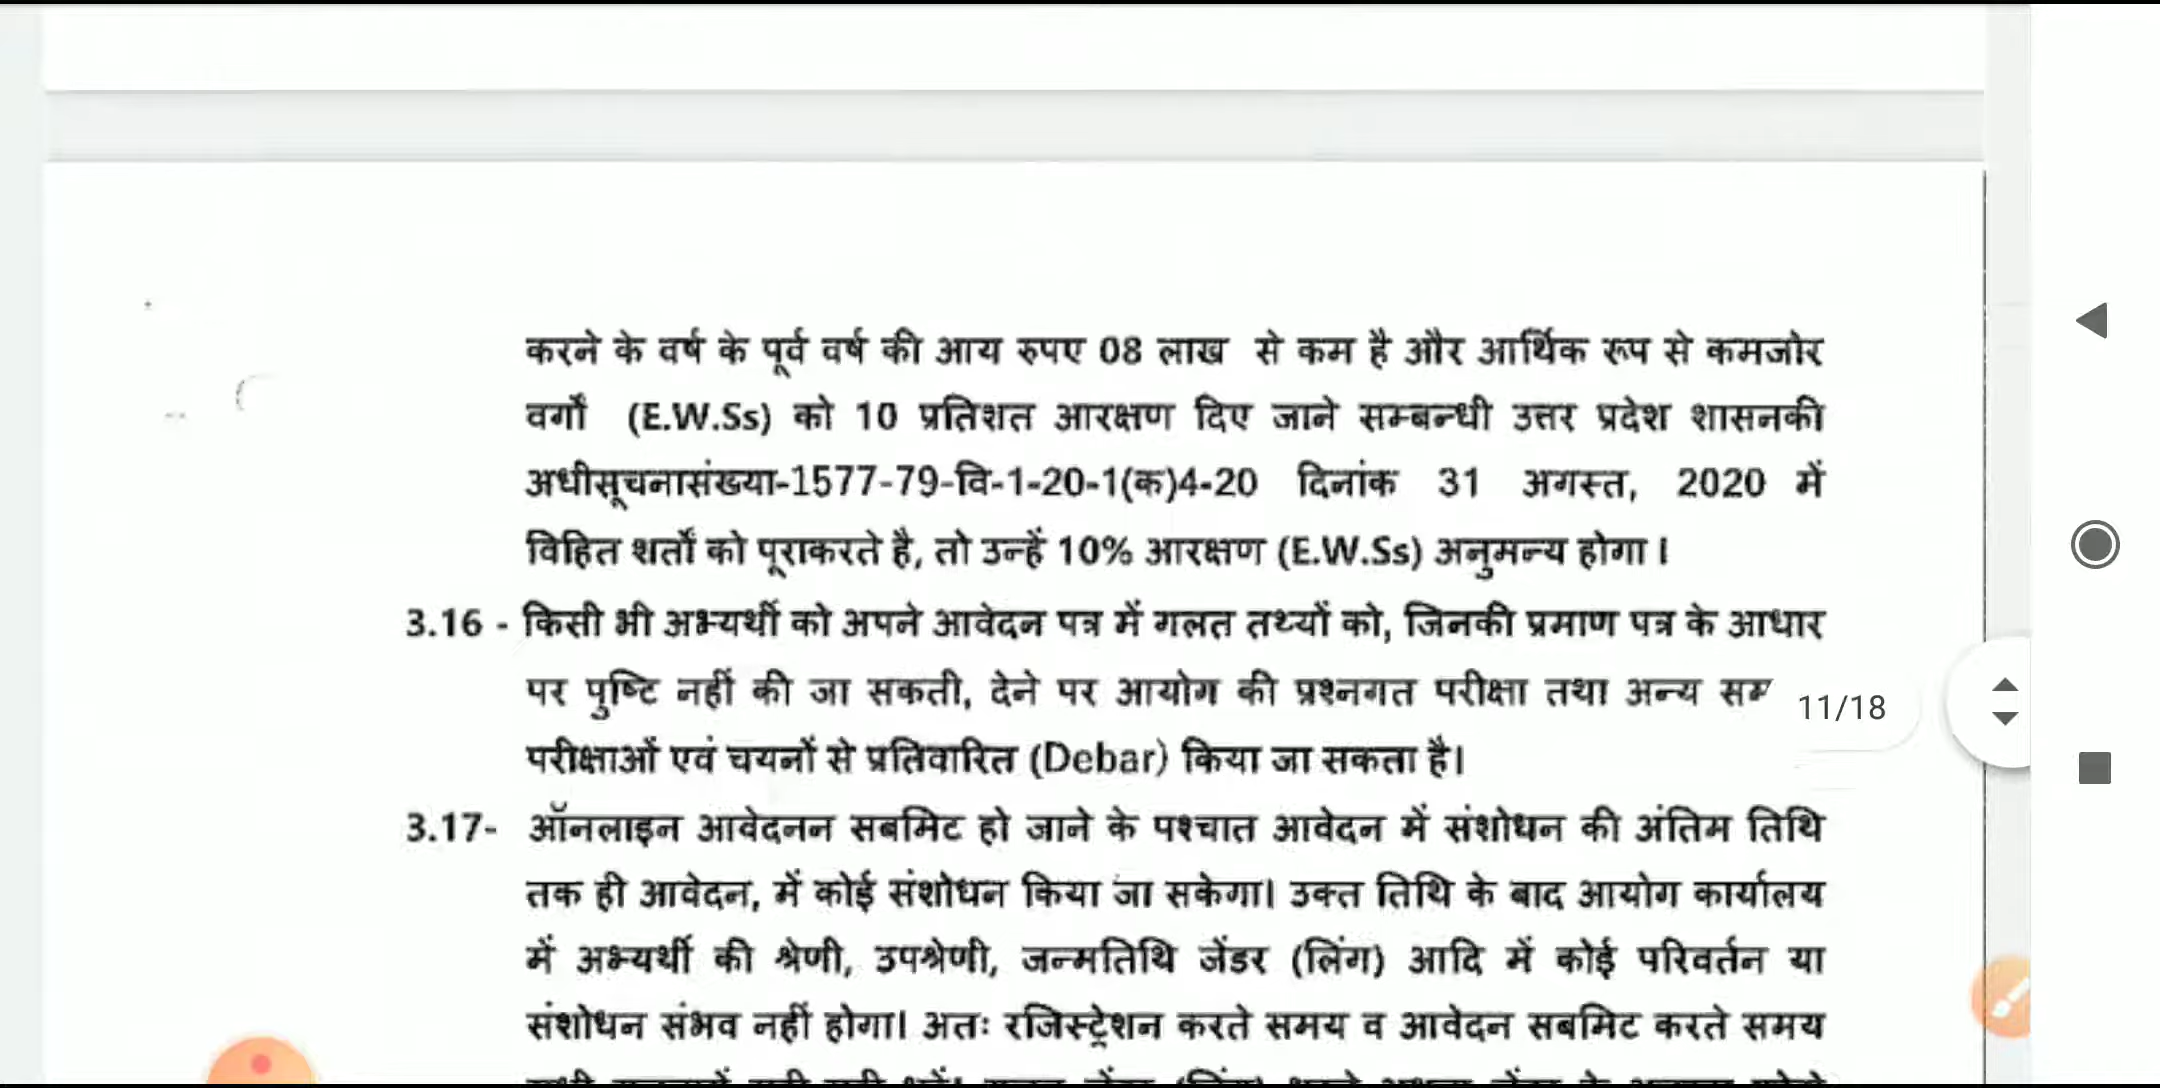 करने के वर्ष के पूर्व वर्ष की आय रुपए 08 लाख से कम है और आर्थिक रूप से कमजोर
वर्गों (E.W.Ss) को 10 प्रतिशत आरक्षण दिए जाने सम्बन्धी उत्तर प्रदेश शासनकी
अधीसूचनासंख्या-1577-79-वि-1-20-1(क)4-20 दिनांक 31 अगस्त, 2020 में
विहित शर्तों को पूराकरते है, तो उन्हें 10% आरक्षण (E.W.Ss) अनुमन्य होगा ।
3.16 - किसी भी अभ्यर्थी को अपने आवेदन पत्र में गलत तथ्यों को, जिनकी प्रमाण पत्र के आधार
पर पुष्टि नहीं की जा सकती, देने पर आयोग की प्रश्नगत परीक्षा तथा अन्य
11/18
परीक्षाओं एवं चयनों से प्रतिवारित (Debar) किया जा सकता है।
3.17- ऑनलाइन आवेदनन सबमिट हो जाने के पश्चात आवेदन में संशोधन की अंतिम तिथि
तक ही आवेदन, में कोई संशोधन किया जा सकेगा। उक्त तिथि के बाद आयोग कार्यालय
में अभ्यर्थी की श्रेणी, उपश्रेणी, जन्मतिथि जेंडर (लिंग) आदि में कोई परिवर्तन या
संशोधन संभव नहीं होगा। अतः रजिस्ट्रेशन करते समय व आवेदन सबमिट करते समय